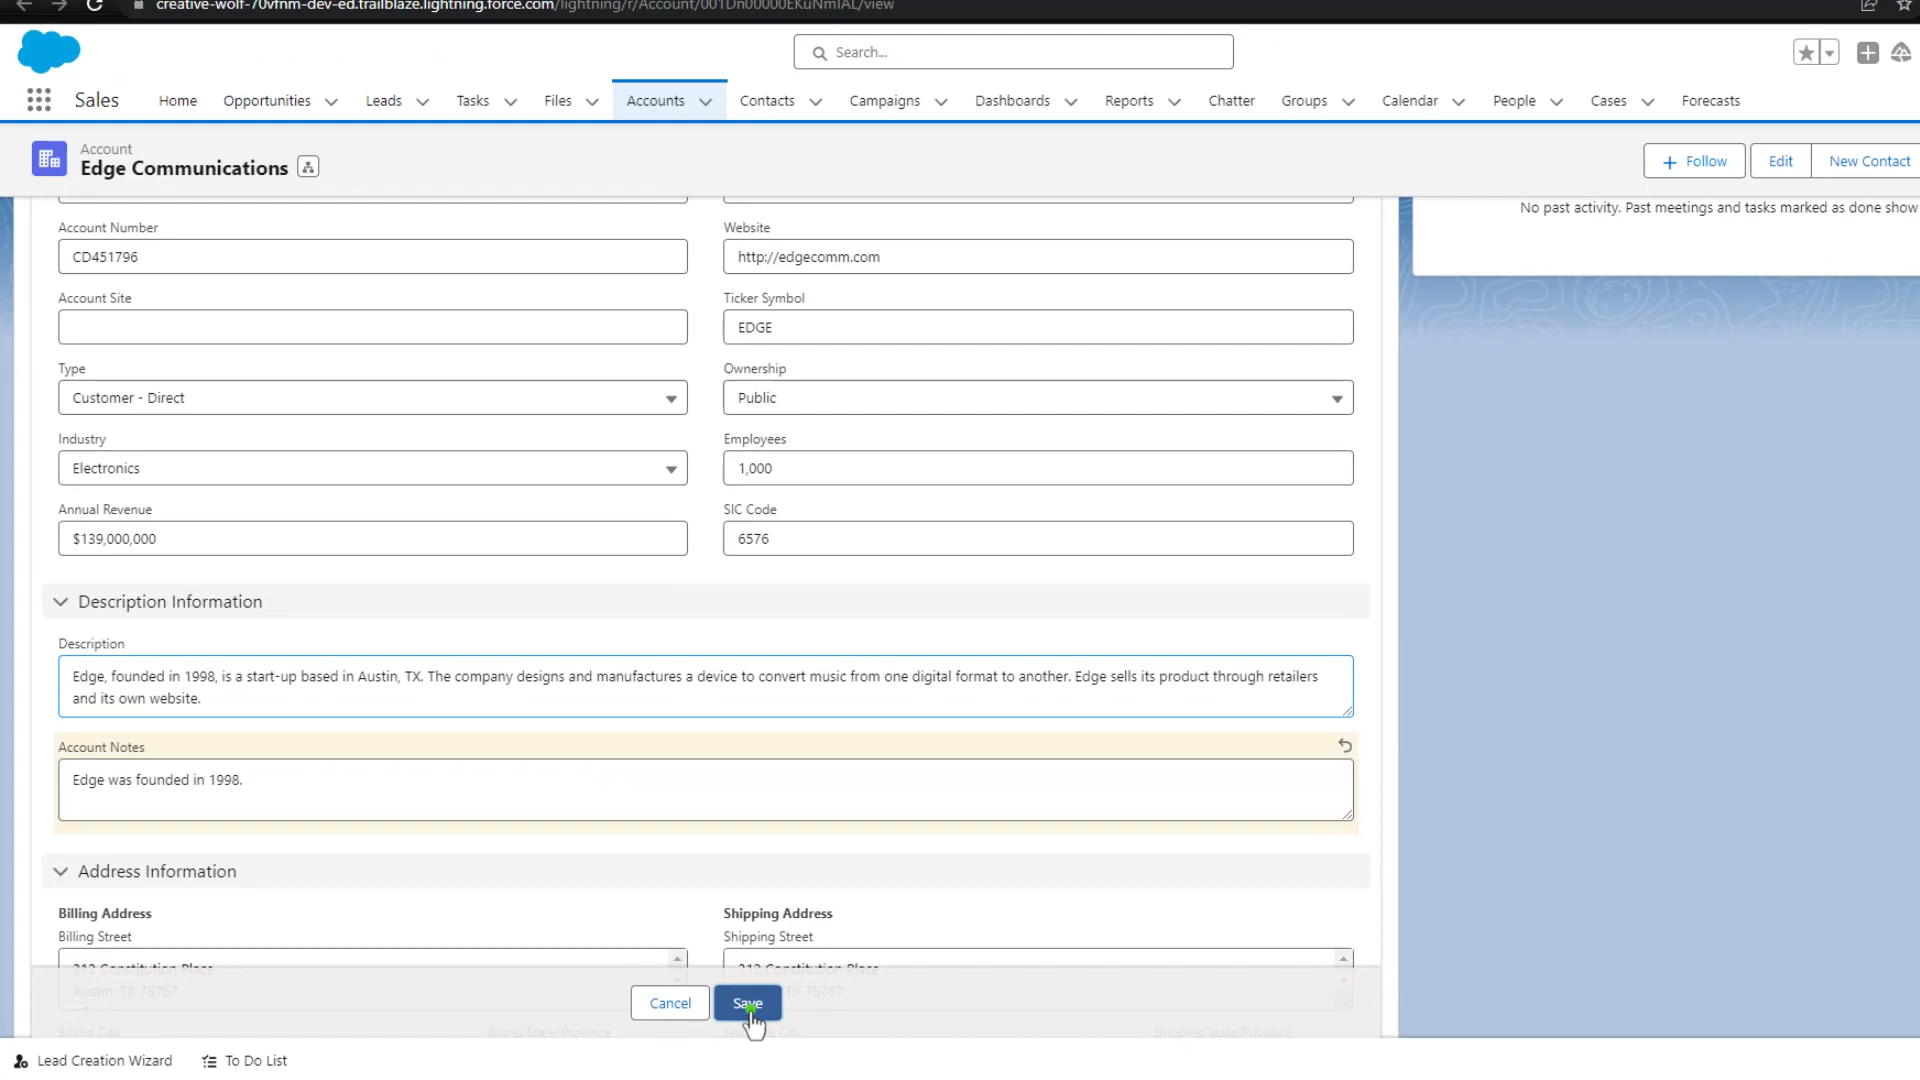 creative-wolf-70vfnm-dev-ed.trailblaze.lightning.force.com/lightning/r/Account/001Dn00000EKuNmIAL/view
Search...
Sales Home Opportunities Leads Tasks Files Accounts Contacts Campaigns Dashboards Reports Chatter Groups Calendar People Cases Forecasts
Account
Edge Communications
Follow Edit New Contact
No past activity. Past meetings and tasks marked as done show
Account Number Website
CD451796 http://edgecomm.com
Account Site Ticker Symbol
EDGE
Type Ownership
Customer - Direct Public
Industry Employees
Electronics 1,000
Annual Revenue SIC Code
$139,000,000 6576
Description Information
Description
Edge, founded in 1998, is a start-up based in Austin, TX. The company designs and manufactures a device to convert music from one digital format to another. Edge sells its product through retailers
and its own website.
Account Notes
Edge was founded in 1998.
Address Information
Billing Address Shipping Address
Billing Street Shipping Street
312 Constitution Place 312 Constitution Place
Austin, TX 78767 TX 78767
Cancel Save
Billing City Billing State/Province Shipping City Shipping State/Province
Lead Creation Wizard To Do List